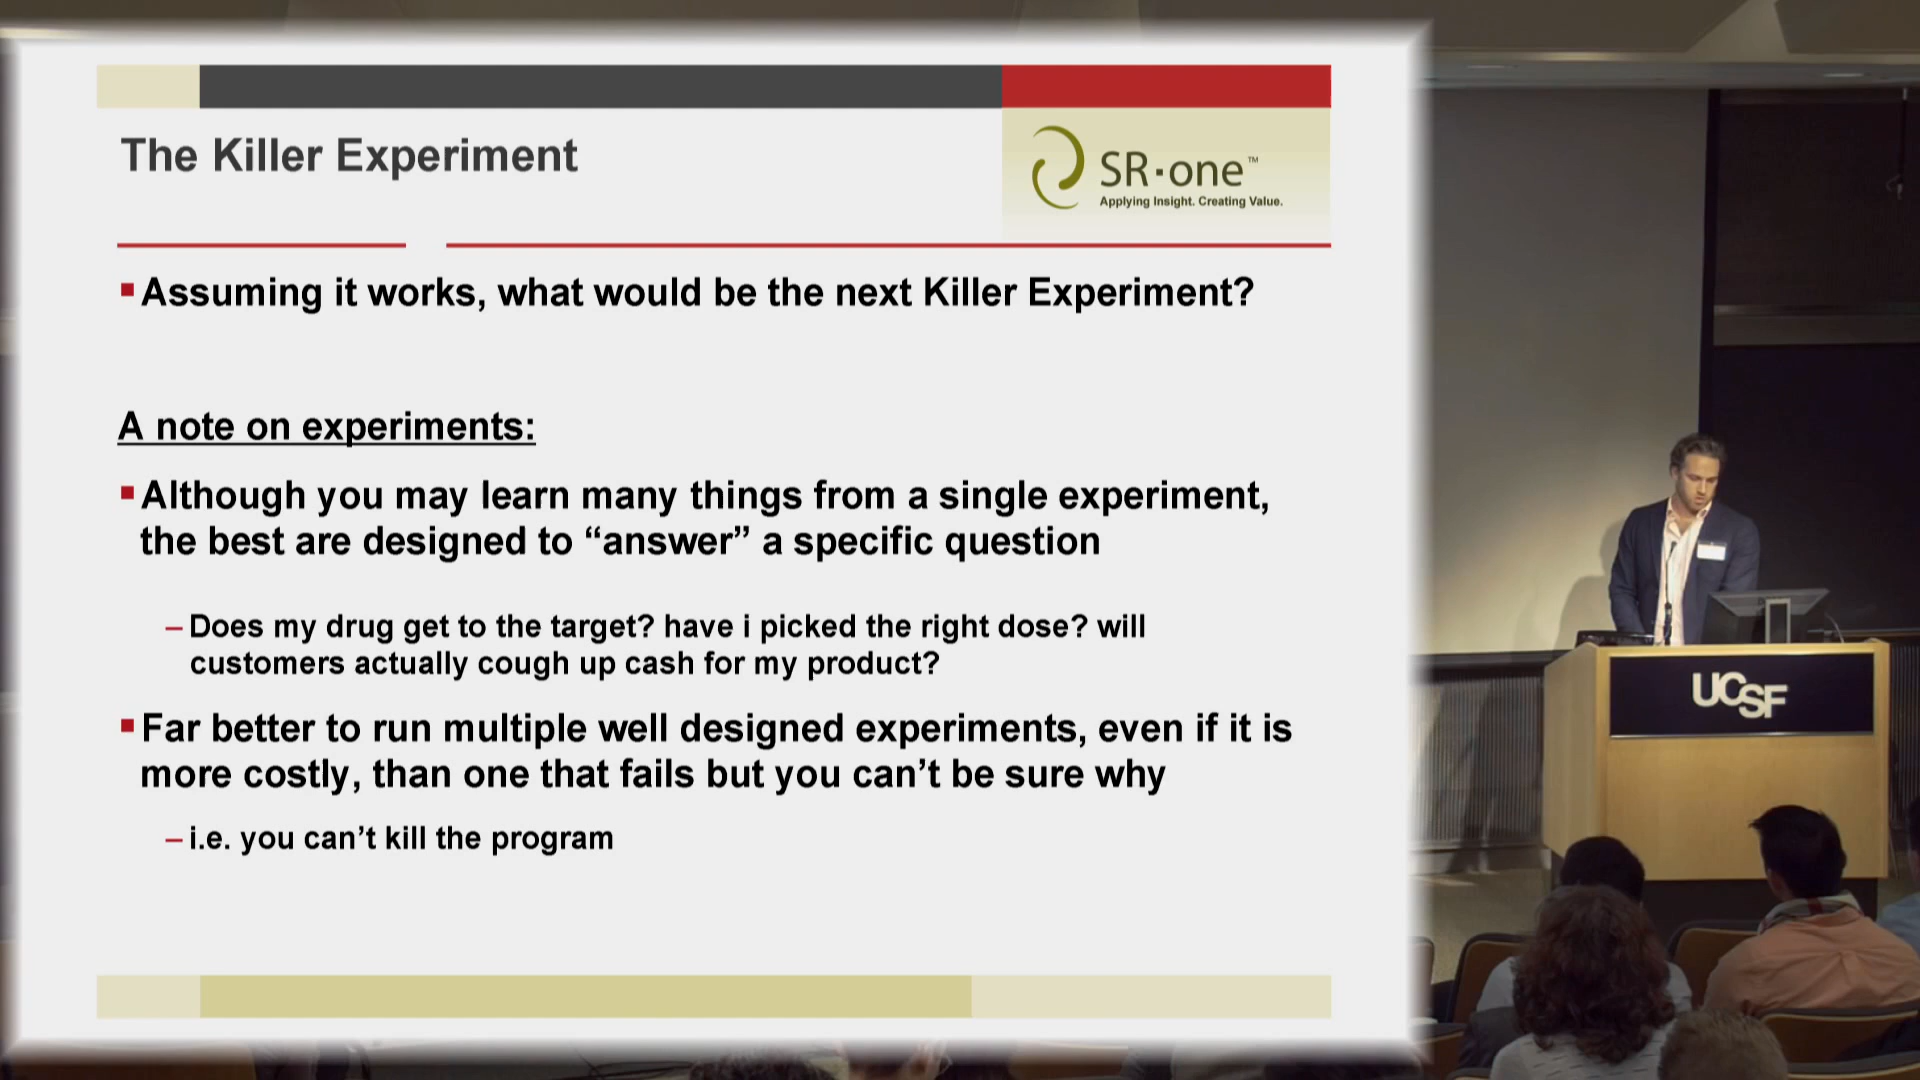 The Killer Experiment
SR·one™
Applying Insight. Creating Value.
▪Assuming it works, what would be the next Killer Experiment?
A note on experiments:
▪Although you may learn many things from a single experiment,
the best are designed to “answer” a specific question
– Does my drug get to the target? have i picked the right dose? will
customers actually cough up cash for my product?
▪Far better to run multiple well designed experiments, even if it is
more costly, than one that fails but you can’t be sure why
– i.e. you can’t kill the program
UCSF